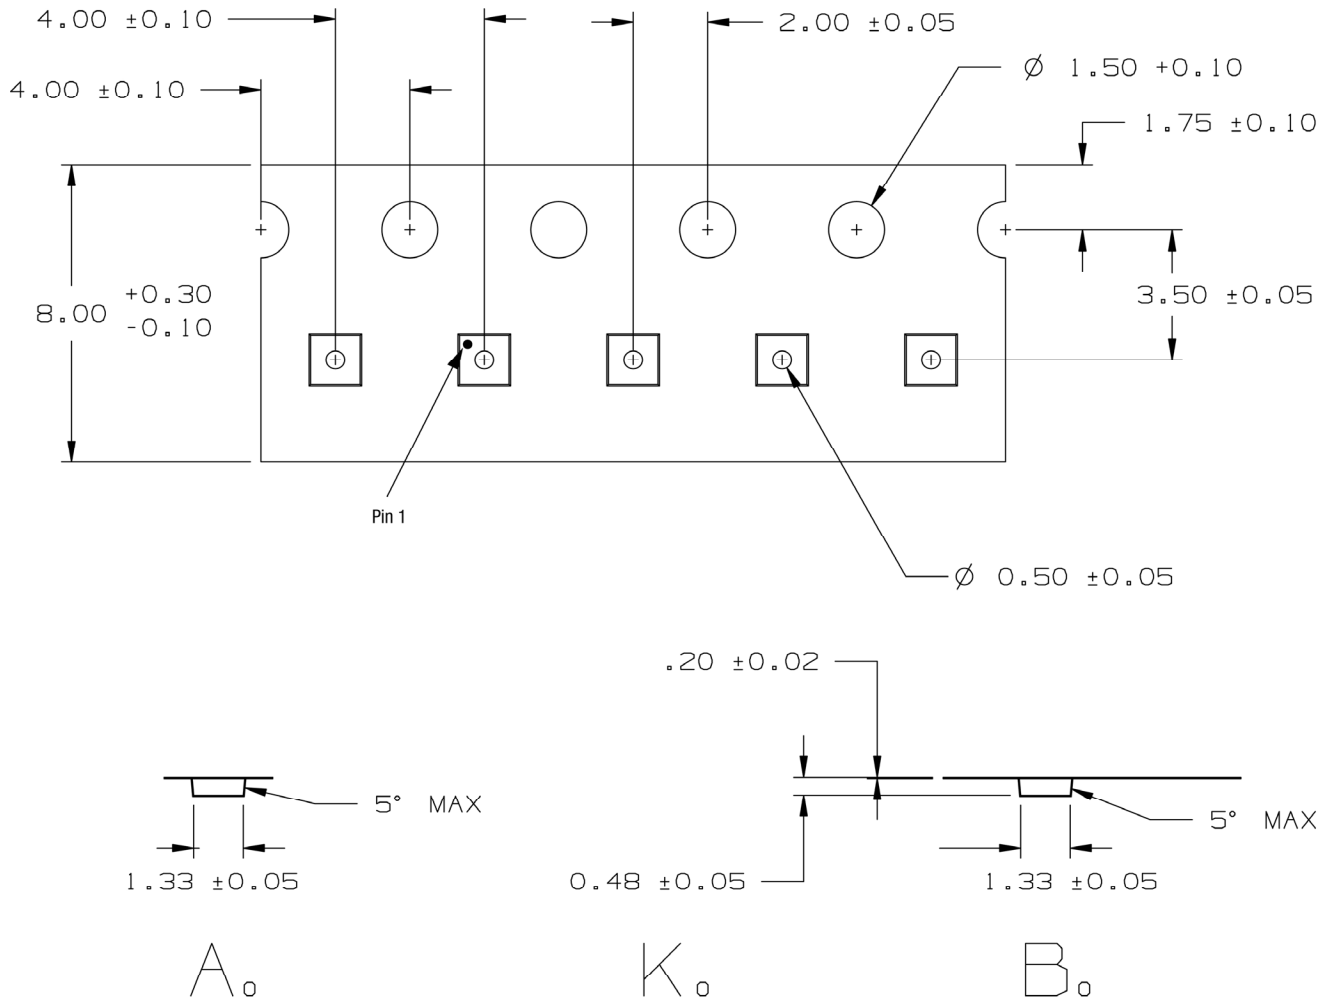 4.00 ±0.10
2.00 ±0.05
4.00 ±0.10
Ø 1.50 +0.10
1.75 ±0.10
8.00 +0.30
-0.10
3.50 ±0.05
Pin 1
Ø 0.50 ±0.05
.20 ±0.02
5° MAX
5° MAX
1.33 ±0.05
0.48 ±0.05
1.33 ±0.05
A₀
K₀
B₀